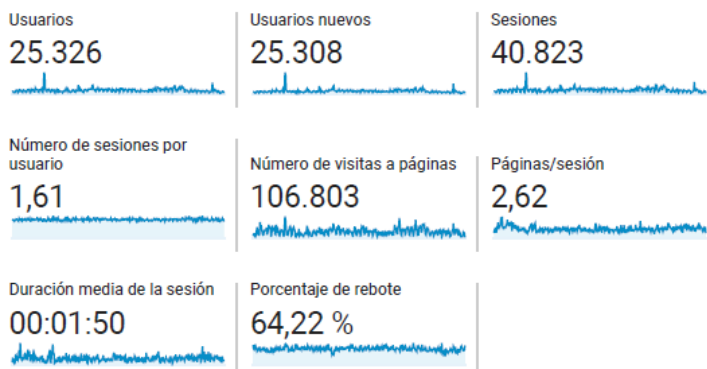 Usuarios
25.326
Usuarios nuevos
25.308
Sesiones
40.823
Número de sesiones por
usuario
1,61
Número de visitas a páginas
106.803
Páginas/sesión
2,62
Duración media de la sesión
00:01:50
Porcentaje de rebote
64,22 %